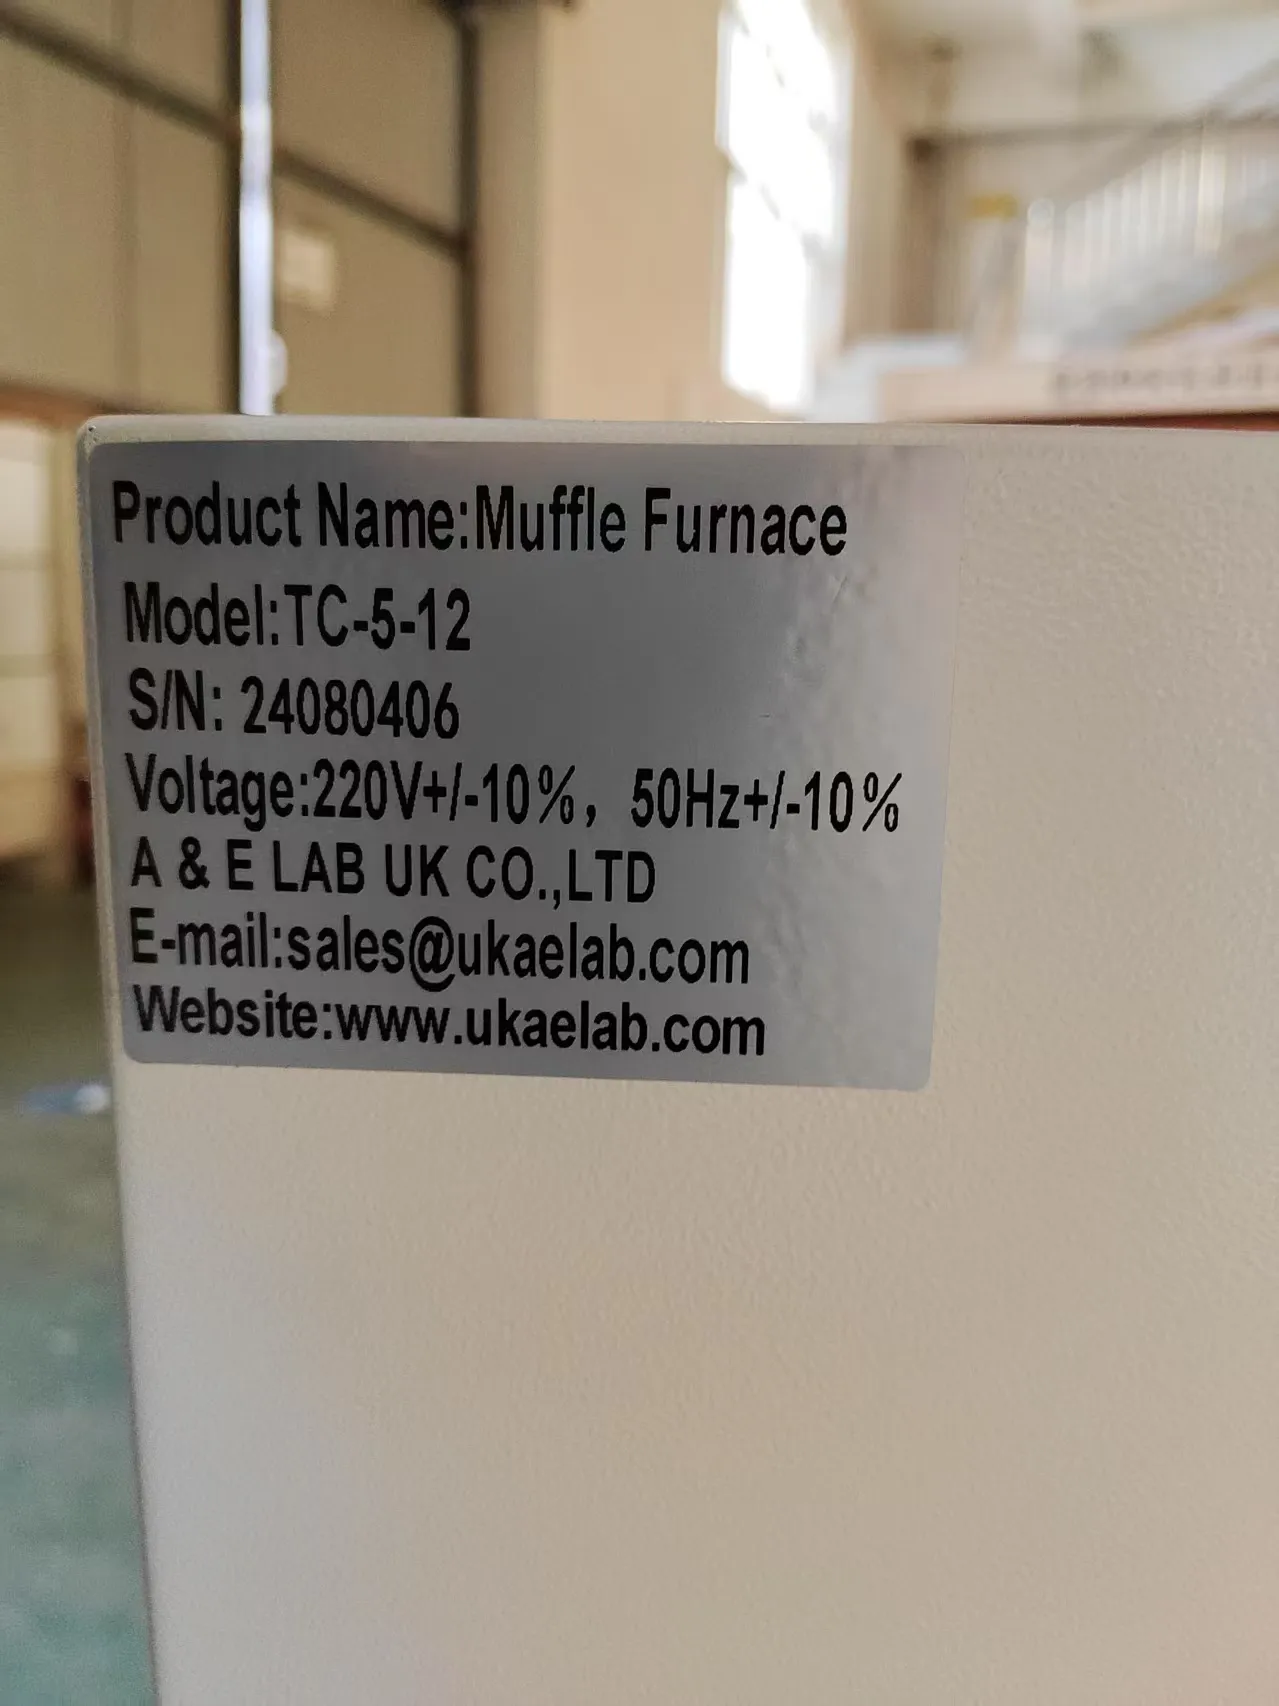 Product Name:Muffle Furnace
Model:TC-5-12
S/N: 24080406
Voltage:220V+/-10%，50Hz+/-10%
A & E LAB UK CO.,LTD
E-mail:sales@ukaelab.com
Website:www.ukaelab.com